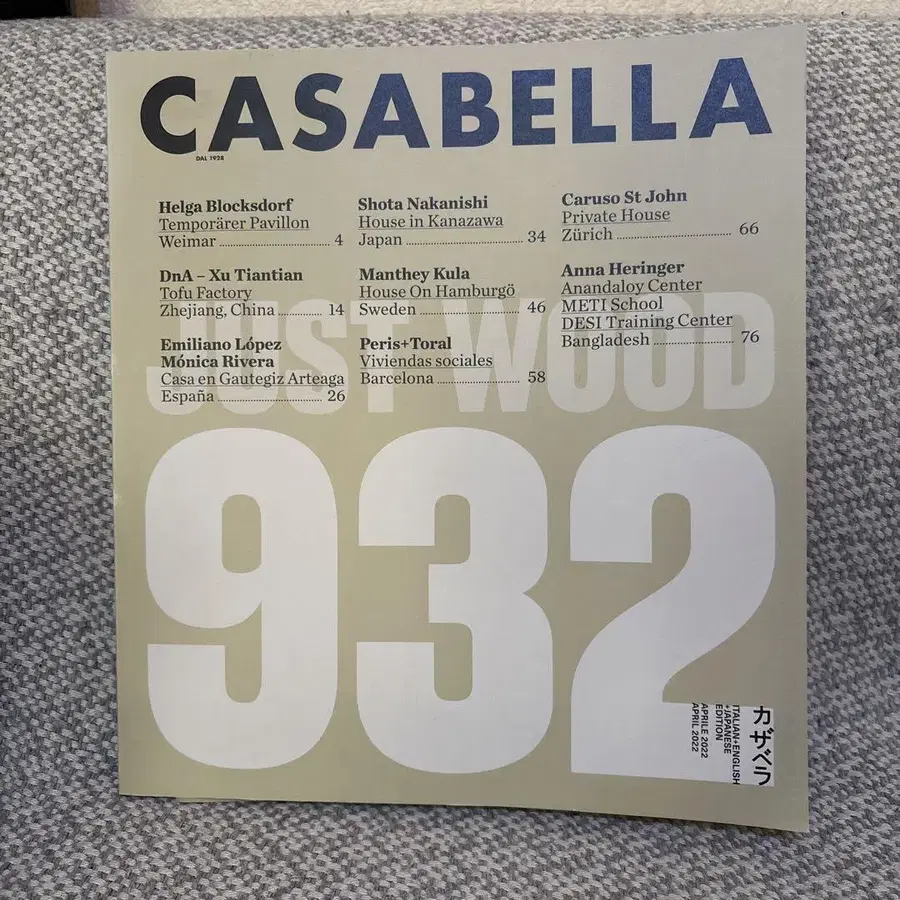 CASABELLA
DAL 1928
Helga Blocksdorf
Temporärer Pavillon
Weimar 4
DnA – Xu Tiantian
Tofu Factory
Zhejiang, China 14
Emiliano López
Mónica Rivera
Casa en Gautegiz Arteaga
España 26
Shota Nakanishi
House in Kanazawa
Japan 34
Manthey Kula
House On Hamburgö
Sweden 46
Peris+Toral
Viviendas sociales
Barcelona 58
Caruso St John
Private House
Zürich 66
Anna Heringer
Anandaloy Center
METI School
DESI Training Center
Bangladesh 76
JUST WOOD
932
カザベラ
ITALIAN+ENGLISH
+JAPANESE
EDITION
APRILE 2022
APRIL 2022